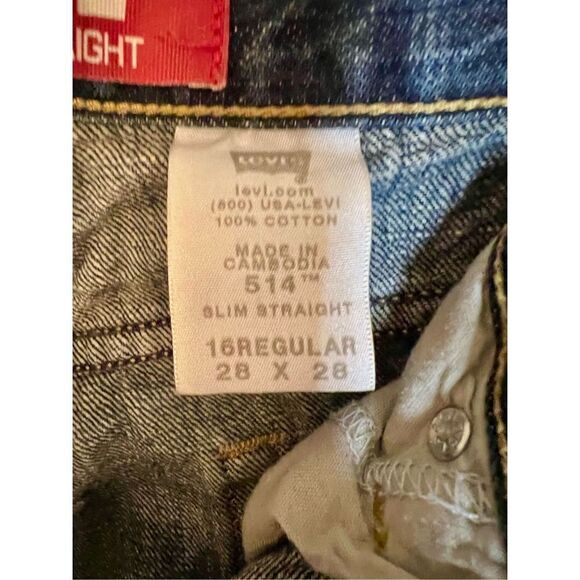 IGHT
LEVI'S
levi.com
(800) USA-LEVI
100% COTTON
MADE IN
CAMBODIA
514™
SLIM STRAIGHT
16REGULAR
28 X 28